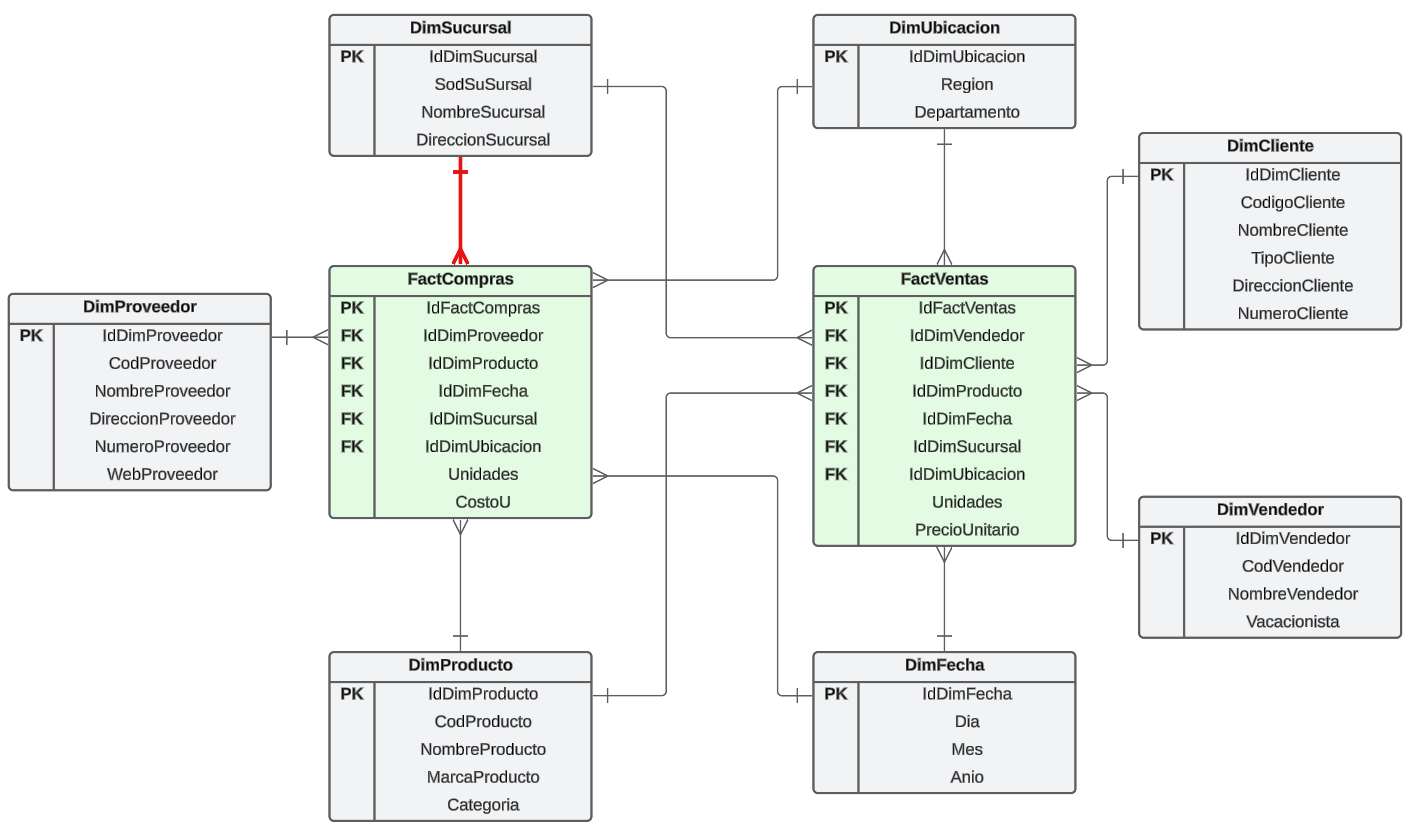 DimSucursal
PK IdDimSucursal
SodSuSursal
NombreSucursal
DireccionSucursal
DimUbicacion
PK IdDimUbicacion
Region
Departamento
DimCliente
PK IdDimCliente
CodigoCliente
NombreCliente
TipoCliente
DireccionCliente
NumeroCliente
DimProveedor
PK IdDimProveedor
CodProveedor
NombreProveedor
DireccionProveedor
NumeroProveedor
WebProveedor
FactCompras
PK IdFactCompras
FK IdDimProveedor
FK IdDimProducto
FK IdDimFecha
FK IdDimSucursal
FK IdDimUbicacion
Unidades
CostoU
FactVentas
PK IdFactVentas
FK IdDimVendedor
FK IdDimCliente
FK IdDimProducto
FK IdDimFecha
FK IdDimSucursal
FK IdDimUbicacion
Unidades
PrecioUnitario
DimVendedor
PK IdDimVendedor
CodVendedor
NombreVendedor
Vacacionista
DimProducto
PK IdDimProducto
CodProducto
NombreProducto
MarcaProducto
Categoria
DimFecha
PK IdDimFecha
Dia
Mes
Anio